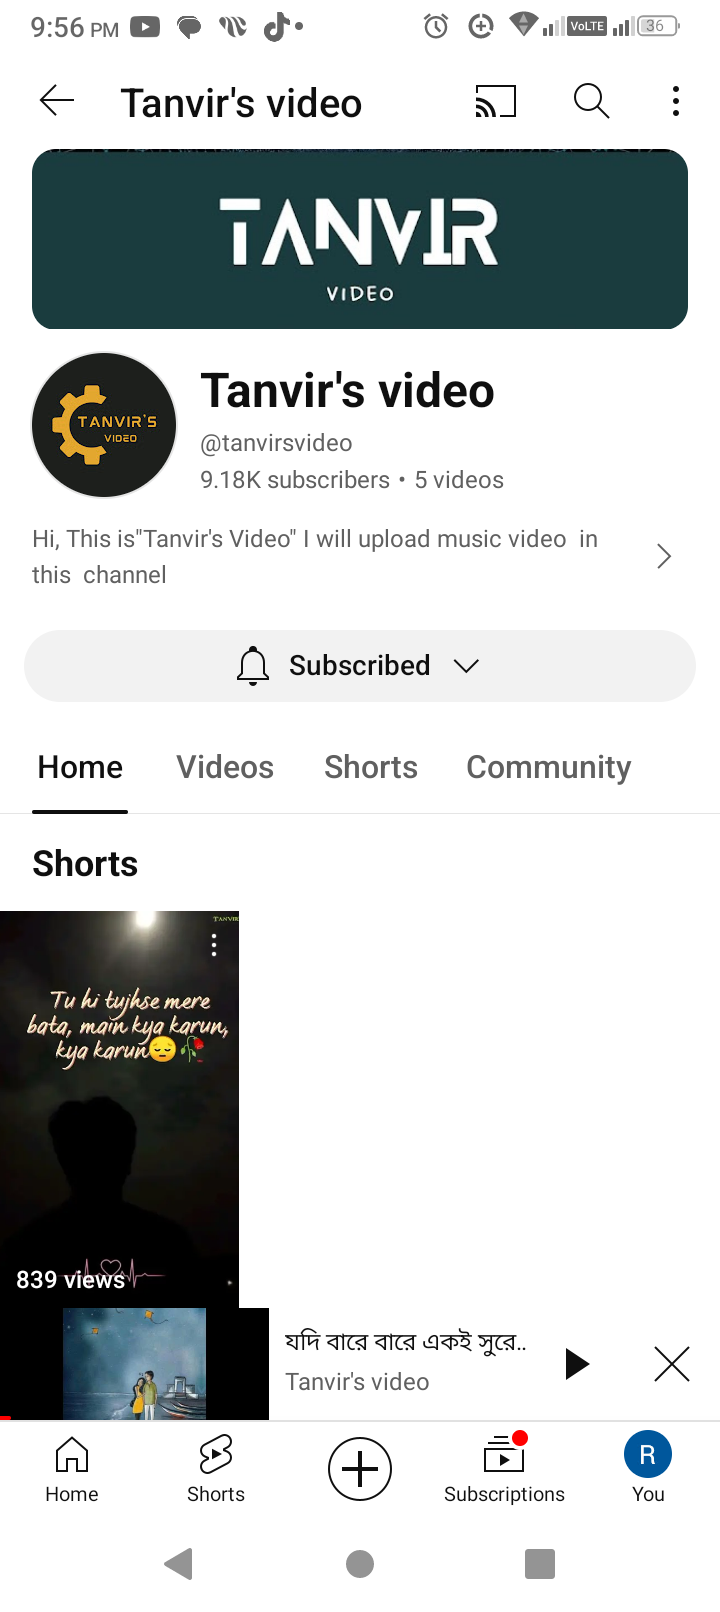 9:56 PM
VoLTE
36
Tanvir's video
TANVIR
VIDEO
TANVIR'S
VIDEO
Tanvir's video
@tanvirsvideo
9.18K subscribers • 5 videos
Hi, This is"Tanvir's Video" I will upload music video  in
this  channel
Subscribed
Home Videos Shorts Community
Shorts
TANVIR
Tu hi tujhse mere
bata, main kya karun,
kya karun😔🥀
839 views
যদি বারে বারে একই সুরে..
Tanvir's video
Home Shorts Subscriptions You
R